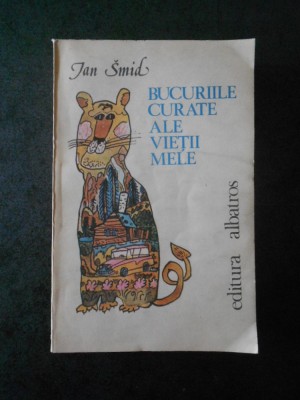 Jan Šmid
BUCURIILE
CURATE
ALE
VIEȚII
MELE
editura albatros